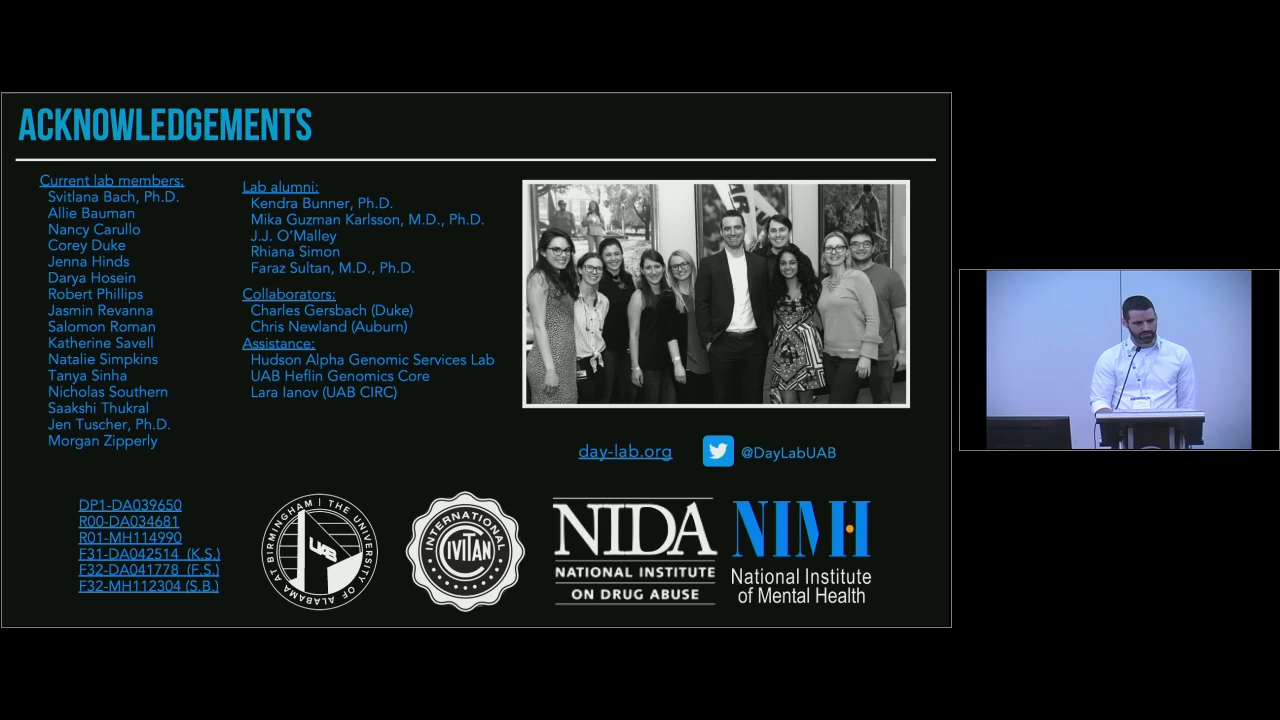 ACKNOWLEDGEMENTS
Current lab members:
Svitlana Bach, Ph.D.
Allie Bauman
Nancy Carullo
Corey Duke
Jenna Hinds
Darya Hosein
Robert Phillips
Jasmin Revanna
Salomon Roman
Katherine Savell
Natalie Simpkins
Tanya Sinha
Nicholas Southern
Saakshi Thukral
Jen Tuscher, Ph.D.
Morgan Zipperly
Lab alumni:
Kendra Bunner, Ph.D.
Mika Guzman Karlsson, M.D., Ph.D.
J.J. O’Malley
Rhiana Simon
Faraz Sultan, M.D., Ph.D.
Collaborators:
Charles Gersbach (Duke)
Chris Newland (Auburn)
Assistance:
Hudson Alpha Genomic Services Lab
UAB Heflin Genomics Core
Lara Ianov (UAB CIRC)
day-lab.org
@DayLabUAB
DP1-DA039650
R00-DA034681
R01-MH114990
F31-DA042514 (K.S.)
F32-DA041778 (F.S.)
F32-MH112304 (S.B.)
THE UNIVERSITY OF ALABAMA AT BIRMINGHAM
UAB
INTERNATIONAL
CIVITAN
NIDA
NATIONAL INSTITUTE
ON DRUG ABUSE
NIMH
National Institute
of Mental Health